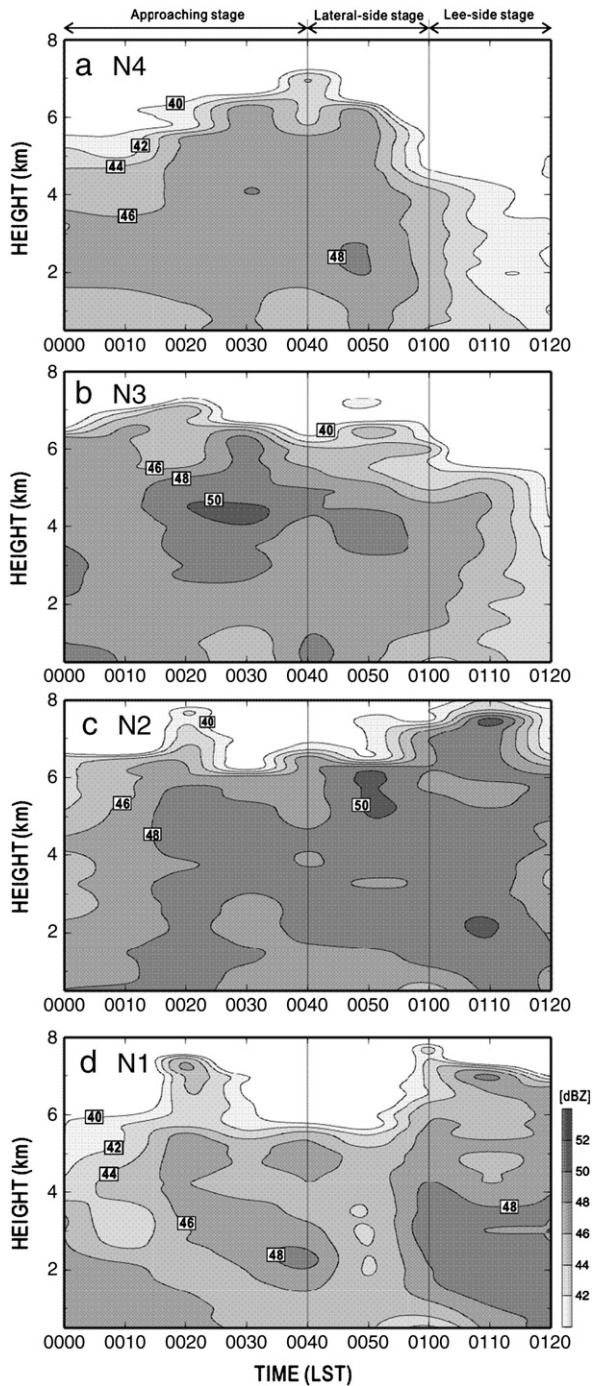 Approaching stage Lateral-side stage Lee-side stage
a N4
8
6
4
2
HEIGHT (km)
40
42
44
46
48
0000 0010 0020 0030 0040 0050 0100 0110 0120
b N3
8
6
4
2
HEIGHT (km)
40
46
48
50
0000 0010 0020 0030 0040 0050 0100 0110 0120
c N2
8
6
4
2
HEIGHT (km)
40
46
50
48
0000 0010 0020 0030 0040 0050 0100 0110 0120
d N1
8
6
4
2
HEIGHT (km)
40
42
44
46
48
48
0000 0010 0020 0030 0040 0050 0100 0110 0120
TIME (LST)
[dBZ]
52
50
48
46
44
42